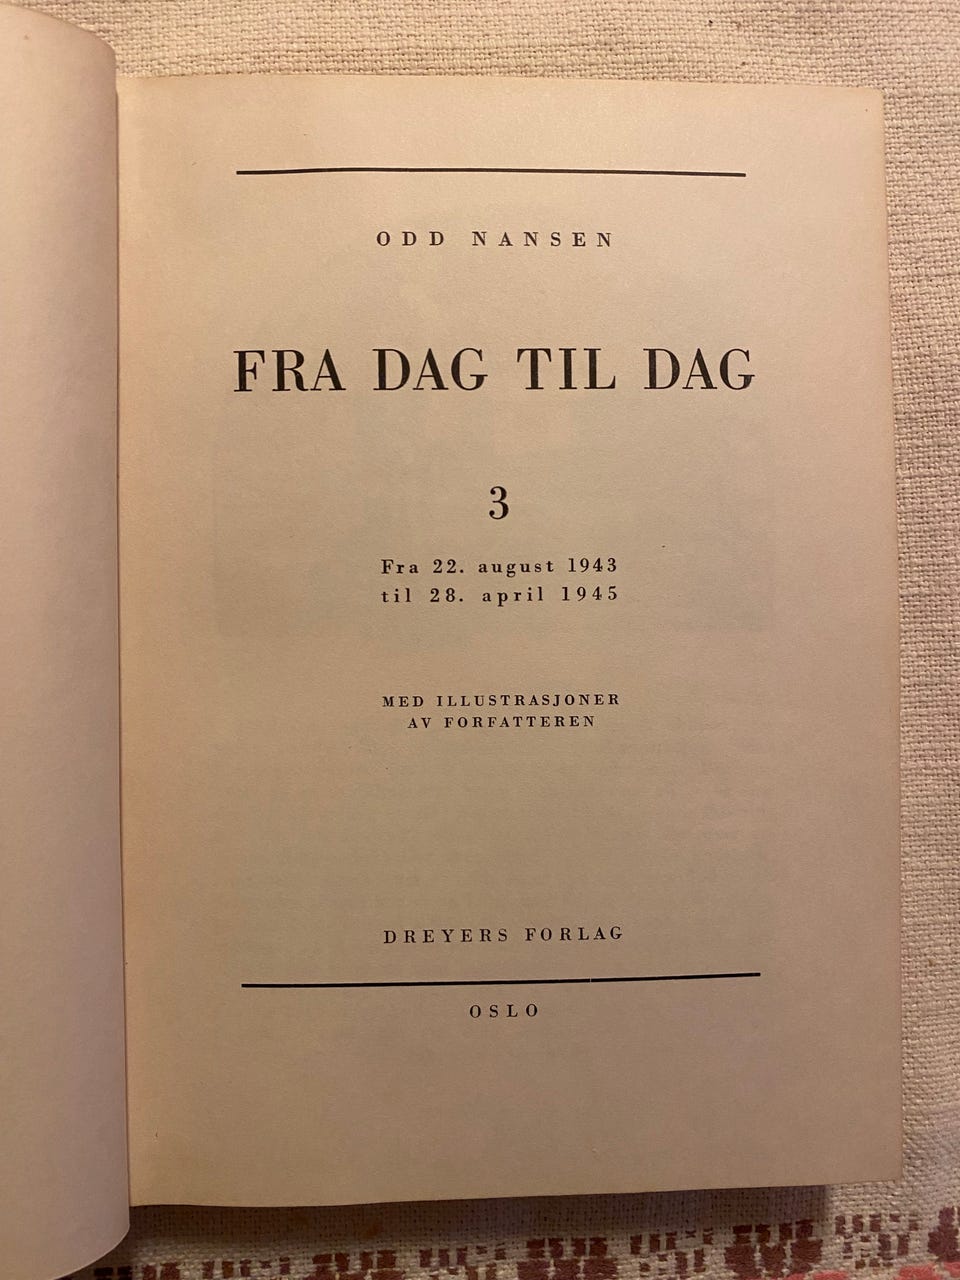 ODD NANSEN
FRA DAG TIL DAG
3
Fra 22. august 1943
til 28. april 1945
MED ILLUSTRASJONER
AV FORFATTEREN
DREYERS FORLAG
OSLO